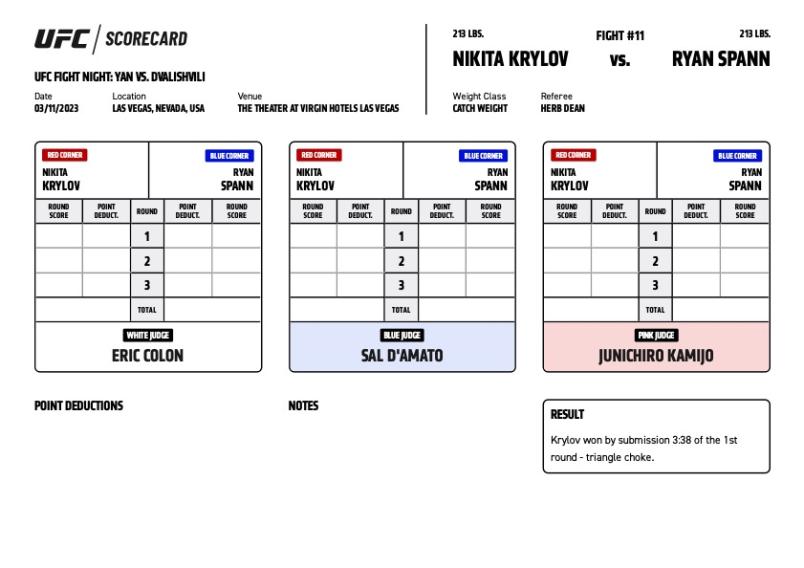 UFC / SCORECARD
UFC FIGHT NIGHT: YAN VS. DVALISHVILI
Date Location Venue
03/11/2023 LAS VEGAS, NEVADA, USA THE THEATER AT VIRGIN HOTELS LAS VEGAS
213 LBS. FIGHT #11 213 LBS.
NIKITA KRYLOV vs. RYAN SPANN
Weight Class Referee
CATCH WEIGHT HERB DEAN
RED CORNER BLUE CORNER
NIKITA RYAN
KRYLOV SPANN
ROUND SCORE POINT DEDUCT. ROUND POINT DEDUCT. ROUND SCORE
1
2
3
TOTAL
WHITE JUDGE
ERIC COLON
RED CORNER BLUE CORNER
NIKITA RYAN
KRYLOV SPANN
ROUND SCORE POINT DEDUCT. ROUND POINT DEDUCT. ROUND SCORE
1
2
3
TOTAL
BLUE JUDGE
SAL D'AMATO
RED CORNER BLUE CORNER
NIKITA RYAN
KRYLOV SPANN
ROUND SCORE POINT DEDUCT. ROUND POINT DEDUCT. ROUND SCORE
1
2
3
TOTAL
PINK JUDGE
JUNICHIRO KAMIJO
POINT DEDUCTIONS
NOTES
RESULT
Krylov won by submission 3:38 of the 1st
round - triangle choke.